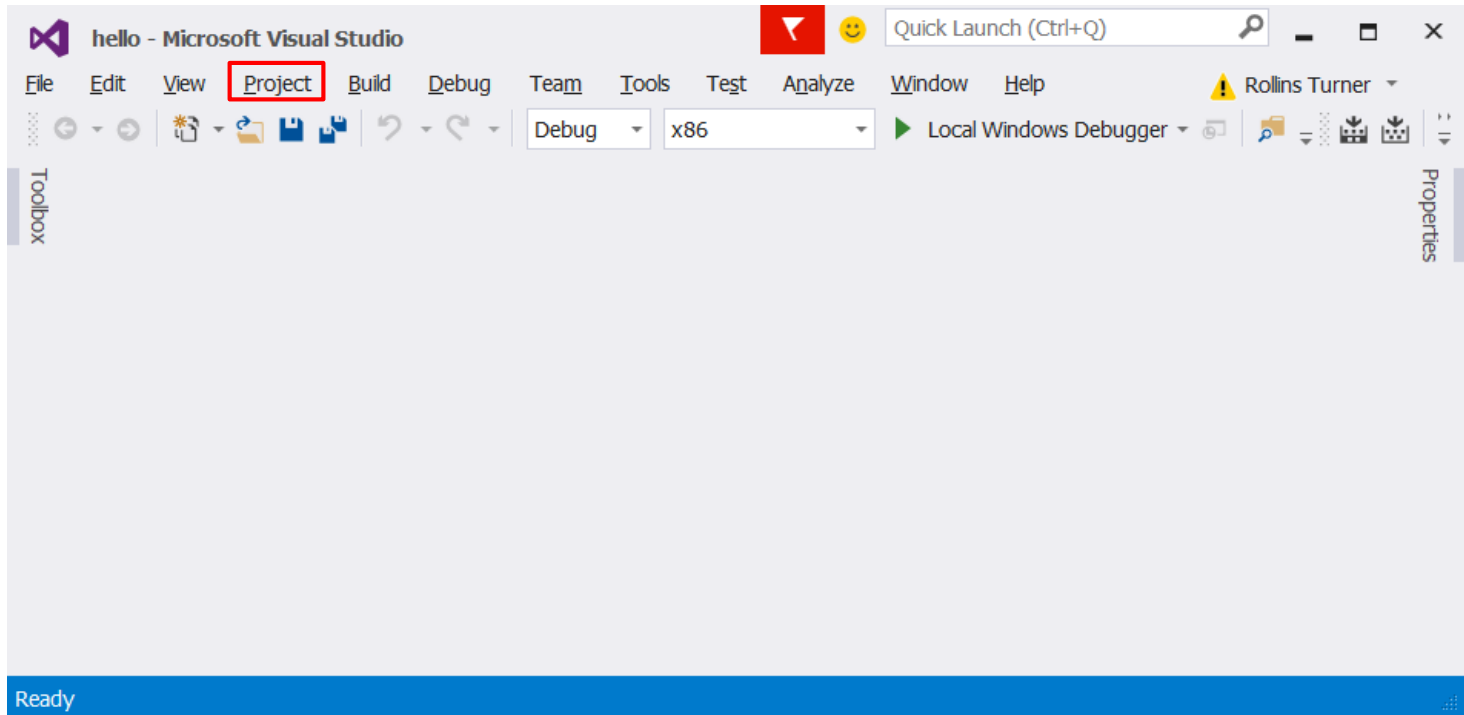 hello - Microsoft Visual Studio
Quick Launch (Ctrl+Q)
File Edit View Project Build Debug Team Tools Test Analyze Window Help Rollins Turner
Debug x86 Local Windows Debugger
Toolbox
Properties
Ready